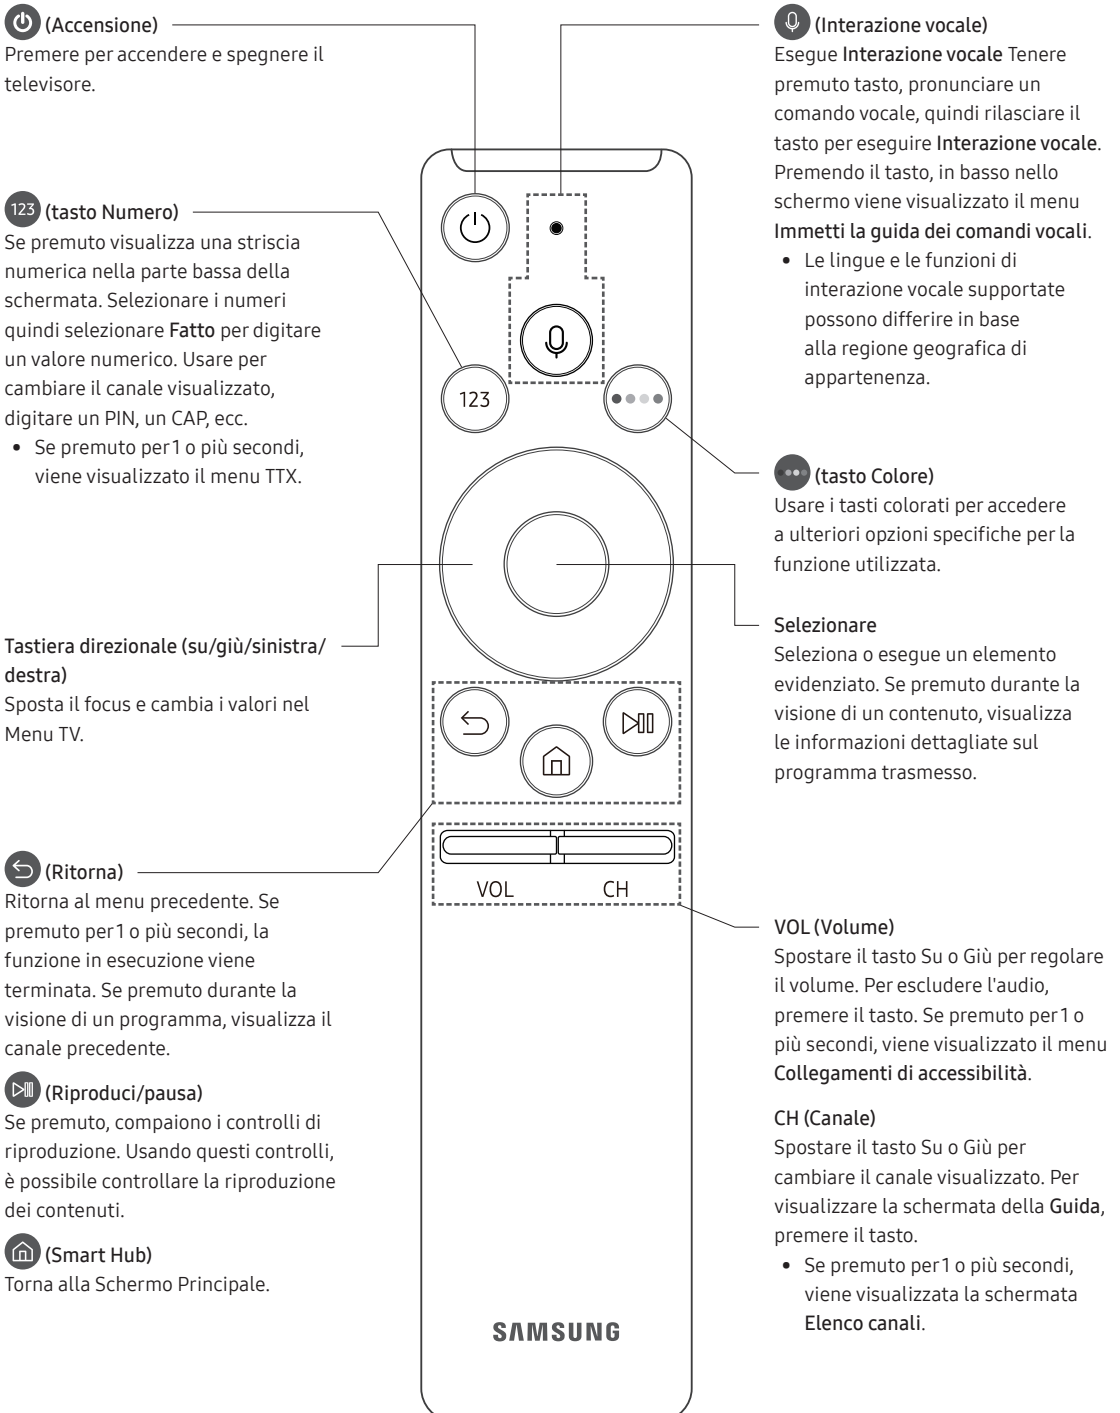 (Accensione)
Premere per accendere e spegnere il
televisore.
123 (tasto Numero)
Se premuto visualizza una striscia
numerica nella parte bassa della
schermata. Selezionare i numeri
quindi selezionare Fatto per digitare
un valore numerico. Usare per
cambiare il canale visualizzato,
digitare un PIN, un CAP, ecc.
• Se premuto per 1 o più secondi,
viene visualizzato il menu TTX.
Tastiera direzionale (su/giù/sinistra/
destra)
Sposta il focus e cambia i valori nel
Menu TV.
(Ritorna)
Ritorna al menu precedente. Se
premuto per 1 o più secondi, la
funzione in esecuzione viene
terminata. Se premuto durante la
visione di un programma, visualizza il
canale precedente.
(Riproduci/pausa)
Se premuto, compaiono i controlli di
riproduzione. Usando questi controlli,
è possibile controllare la riproduzione
dei contenuti.
(Smart Hub)
Torna alla Schermo Principale.
123
VOL CH
SAMSUNG
(Interazione vocale)
Esegue Interazione vocale Tenere
premuto tasto, pronunciare un
comando vocale, quindi rilasciare il
tasto per eseguire Interazione vocale.
Premendo il tasto, in basso nello
schermo viene visualizzato il menu
Immetti la guida dei comandi vocali.
• Le lingue e le funzioni di
interazione vocale supportate
possono differire in base
alla regione geografica di
appartenenza.
(tasto Colore)
Usare i tasti colorati per accedere
a ulteriori opzioni specifiche per la
funzione utilizzata.
Selezionare
Seleziona o esegue un elemento
evidenziato. Se premuto durante la
visione di un contenuto, visualizza
le informazioni dettagliate sul
programma trasmesso.
VOL (Volume)
Spostare il tasto Su o Giù per regolare
il volume. Per escludere l'audio,
premere il tasto. Se premuto per 1 o
più secondi, viene visualizzato il menu
Collegamenti di accessibilità.
CH (Canale)
Spostare il tasto Su o Giù per
cambiare il canale visualizzato. Per
visualizzare la schermata della Guida,
premere il tasto.
• Se premuto per 1 o più secondi,
viene visualizzata la schermata
Elenco canali.